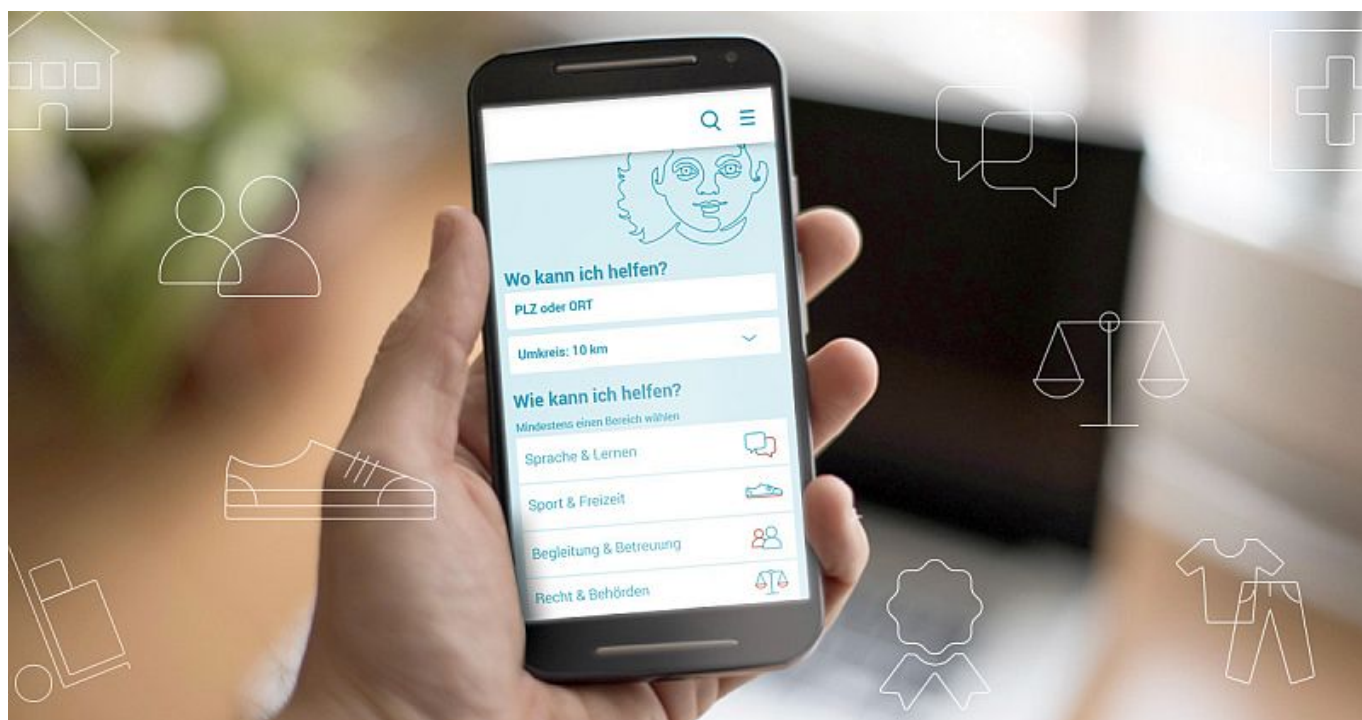 Wo kann ich helfen?
PLZ oder ORT
Umkreis: 10 km
Wie kann ich helfen?
Mindestens einen Bereich wählen
Sprache & Lernen
Sport & Freizeit
Begleitung & Betreuung
Recht & Behörden